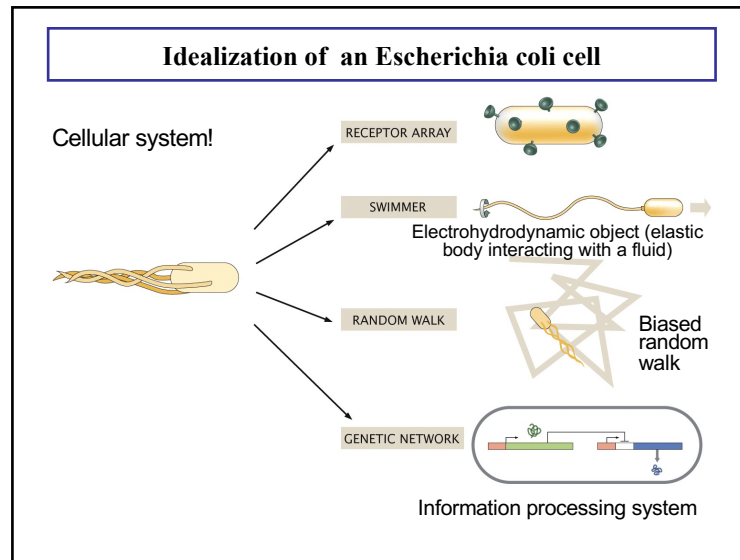 Idealization of an Escherichia coli cell
Cellular system!
RECEPTOR ARRAY
SWIMMER
Electrohydrodynamic object (elastic
body interacting with a fluid)
RANDOM WALK
Biased
random
walk
GENETIC NETWORK
Information processing system